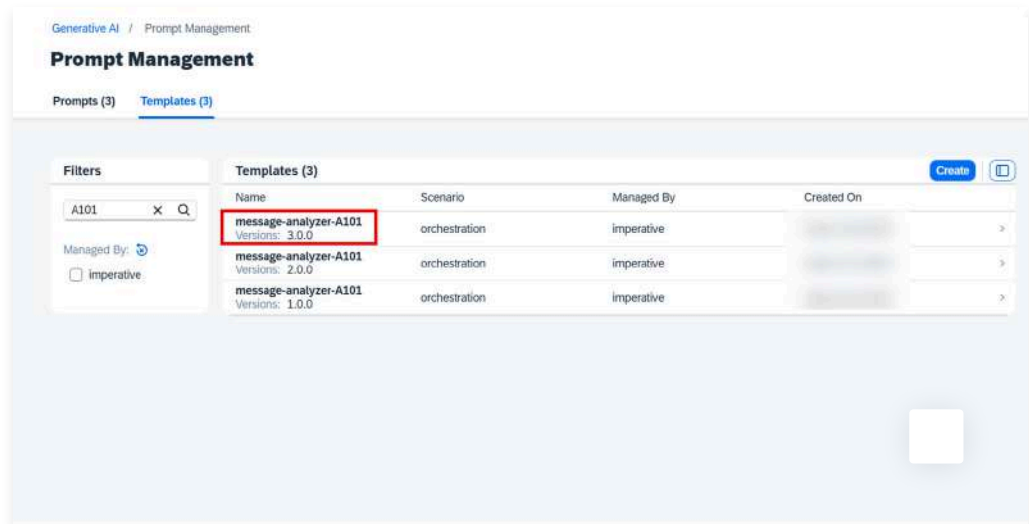 Generative AI / Prompt Management
Prompt Management
Prompts (3) Templates (3)
Filters
A101
Managed By:
imperative
Templates (3) Create
Name Scenario Managed By Created On
message-analyzer-A101 orchestration imperative
Versions: 3.0.0
message-analyzer-A101 orchestration imperative
Versions: 2.0.0
message-analyzer-A101 orchestration imperative
Versions: 1.0.0